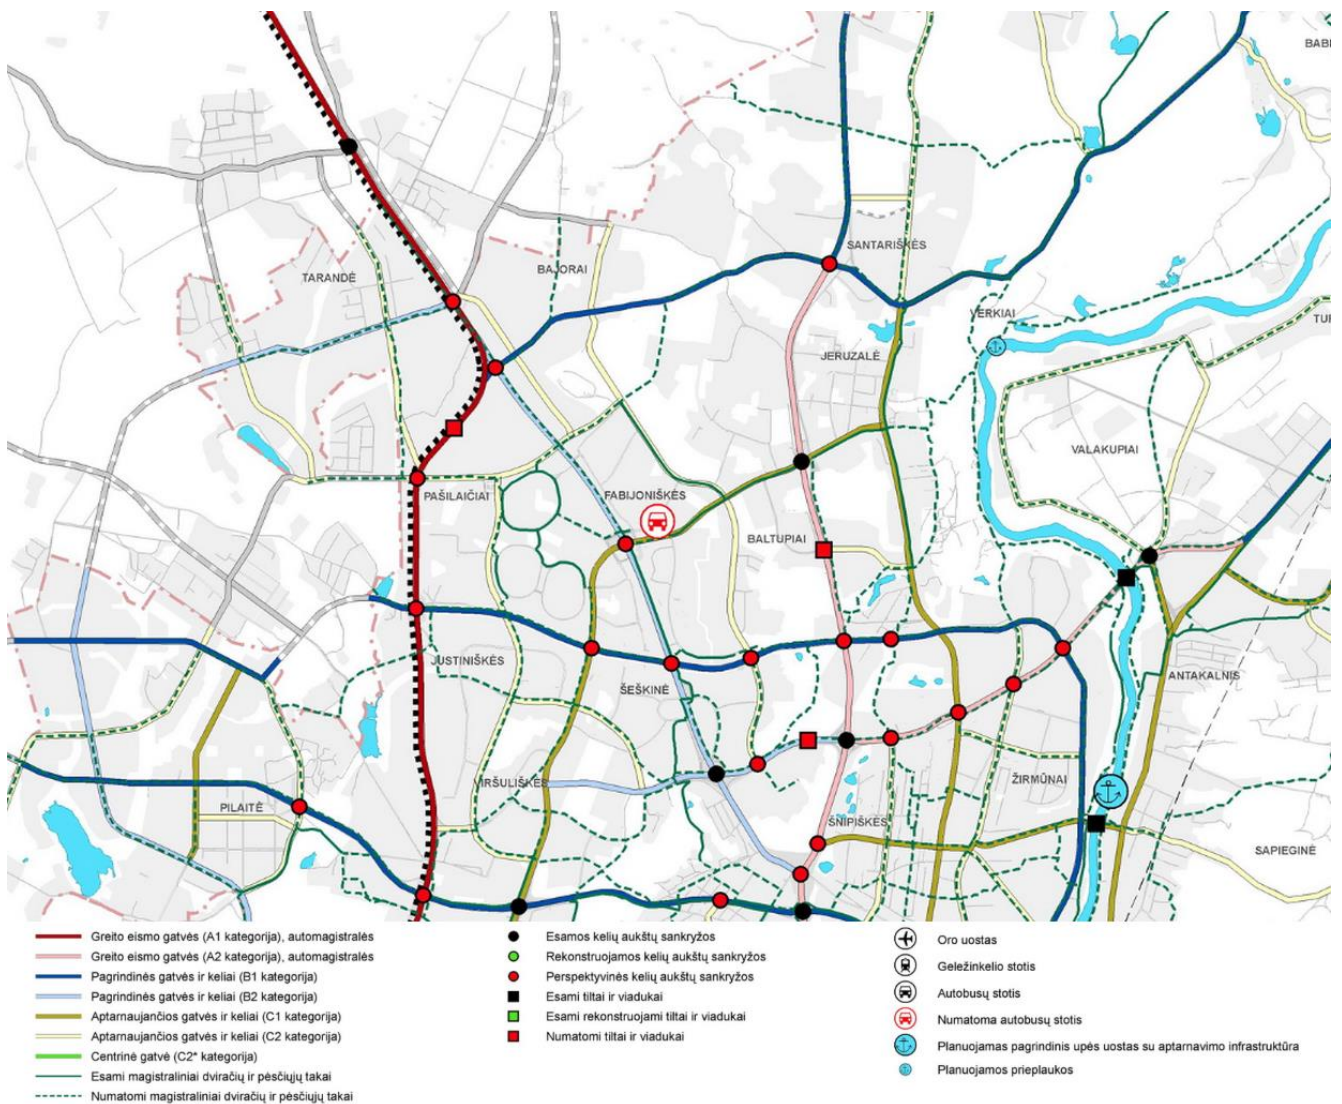 BABI
SANTARIŠKĖS
BAJORAI
TARANDĖ
VERKIAI
TUR
JERUZALĖ
VALAKUPIAI
PAŠILAIČIAI
FABIJONIŠKĖS
BALTUPIAI
JUSTINIŠKĖS
ŠEŠKINĖ
ANTAKALNIS
VIRŠULIŠKĖS
ŽIRMŪNAI
PILAITĖ
ŠNIPIŠKĖS
SAPIEGINĖ
Greito eismo gatvės (A1 kategorija), automagistralės
Greito eismo gatvės (A2 kategorija), automagistralės
Pagrindinės gatvės ir keliai (B1 kategorija)
Pagrindinės gatvės ir keliai (B2 kategorija)
Aptarnaujančios gatvės ir keliai (C1 kategorija)
Aptarnaujančios gatvės ir keliai (C2 kategorija)
Centrinė gatvė (C2* kategorija)
Esami magistraliniai dviračių ir pėsčiųjų takai
Numatomi magistraliniai dviračių ir pėsčiųjų takai
Esamos kelių aukštų sankryžos
Rekonstruojamos kelių aukštų sankryžos
Perspektyvinės kelių aukštų sankryžos
Esami tiltai ir viadukai
Esami rekonstruojami tiltai ir viadukai
Numatomi tiltai ir viadukai
Oro uostas
Geležinkelio stotis
Autobusų stotis
Numatoma autobusų stotis
Planuojamas pagrindinis upės uostas su aptarnavimo infrastruktūra
Planuojamos prieplaukos